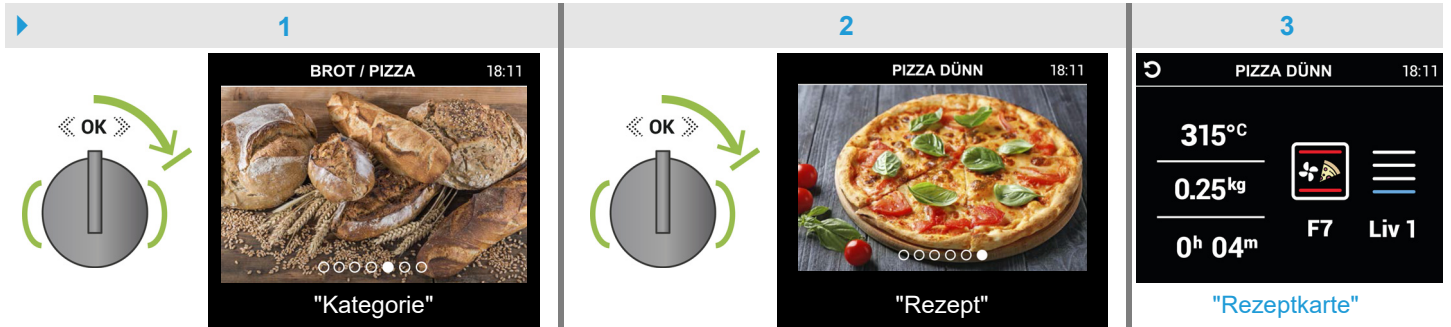 1
2
3
OK
BROT / PIZZA 18:11
"Kategorie"
OK
PIZZA DÜNN 18:11
"Rezept"
PIZZA DÜNN 18:11
315°C
0.25kg
0h 04m
F7
Liv 1
"Rezeptkarte"